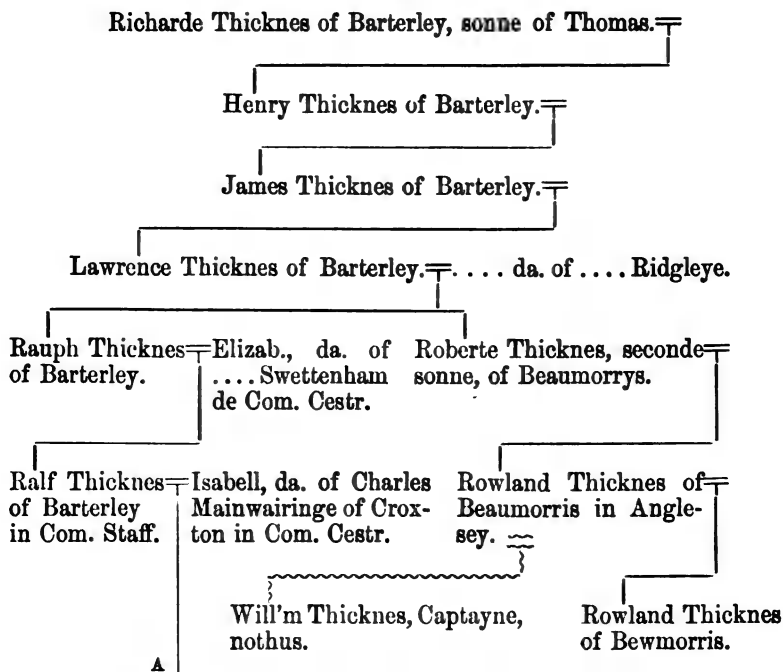 Richarde Thicknes of Barterley, sonne of Thomas.
Henry Thicknes of Barterley.
James Thicknes of Barterley.
Lawrence Thicknes of Barterley. . . . . da. of . . . . Ridgleye.
Rauph Thicknes
of Barterley.
Elizab., da. of
. . . . Swettenham
de Com. Cestr.
Roberte Thicknes, seconde
sonne, of Beaumorrys.
Ralf Thicknes
of Barterley
in Com. Staff.
Isabell, da. of Charles
Mainwairinge of Crox-
ton in Com. Cestr.
Rowland Thicknes of
Beaumorris in Angle-
sey.
Will'm Thicknes, Captayne,
nothus.
Rowland Thicknes
of Bewmorris.
A